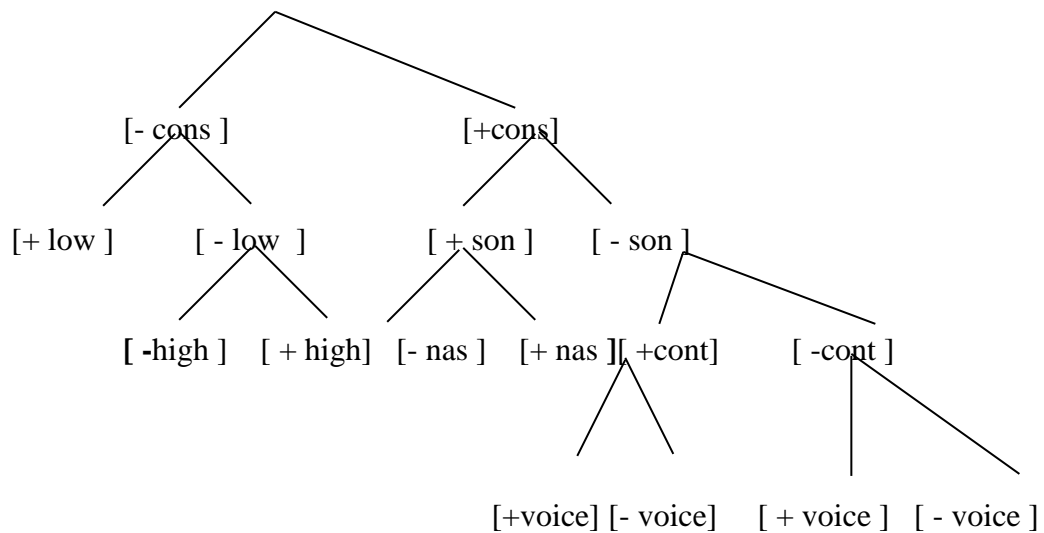 [- cons ] [+cons]
[+ low ] [ - low ] [ + son ] [ - son ]
[ -high ] [ + high] [- nas ] [+ nas ][ +cont] [ -cont ]
[+voice] [- voice] [ + voice ] [ - voice ]